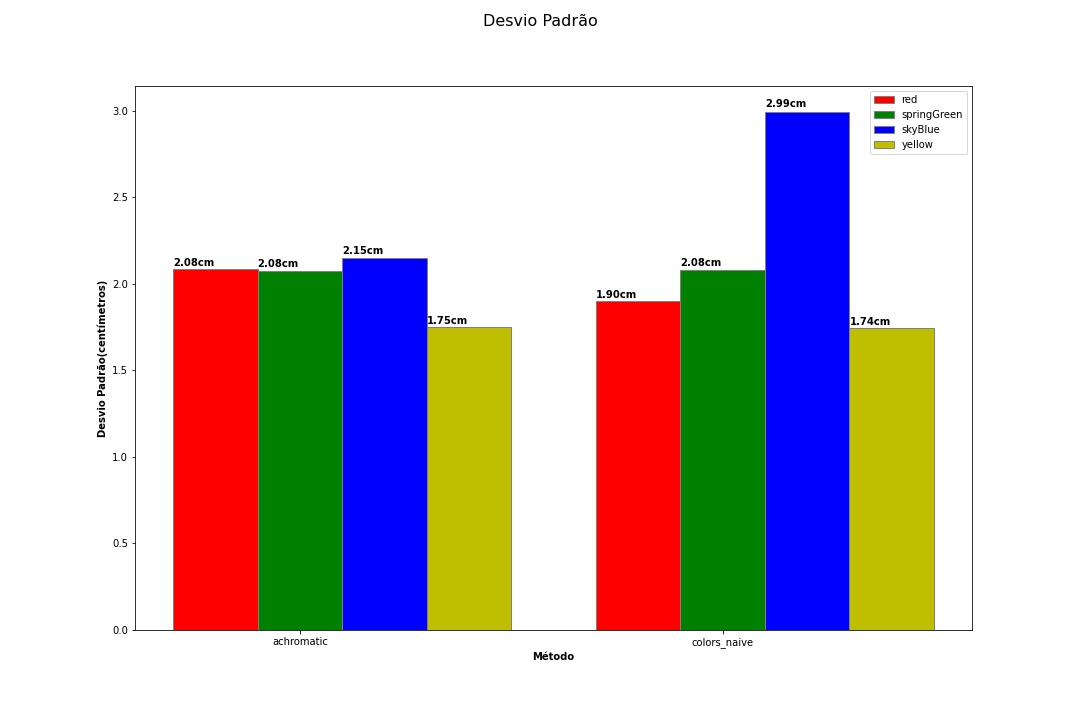 Desvio Padrão
red
springGreen
skyBlue
yellow
3.0
2.5
2.0
1.5
1.0
0.5
0.0
Desvio Padrão(centímetros)
2.08cm
2.08cm
2.15cm
1.75cm
1.90cm
2.08cm
2.99cm
1.74cm
achromatic
colors_naive
Método